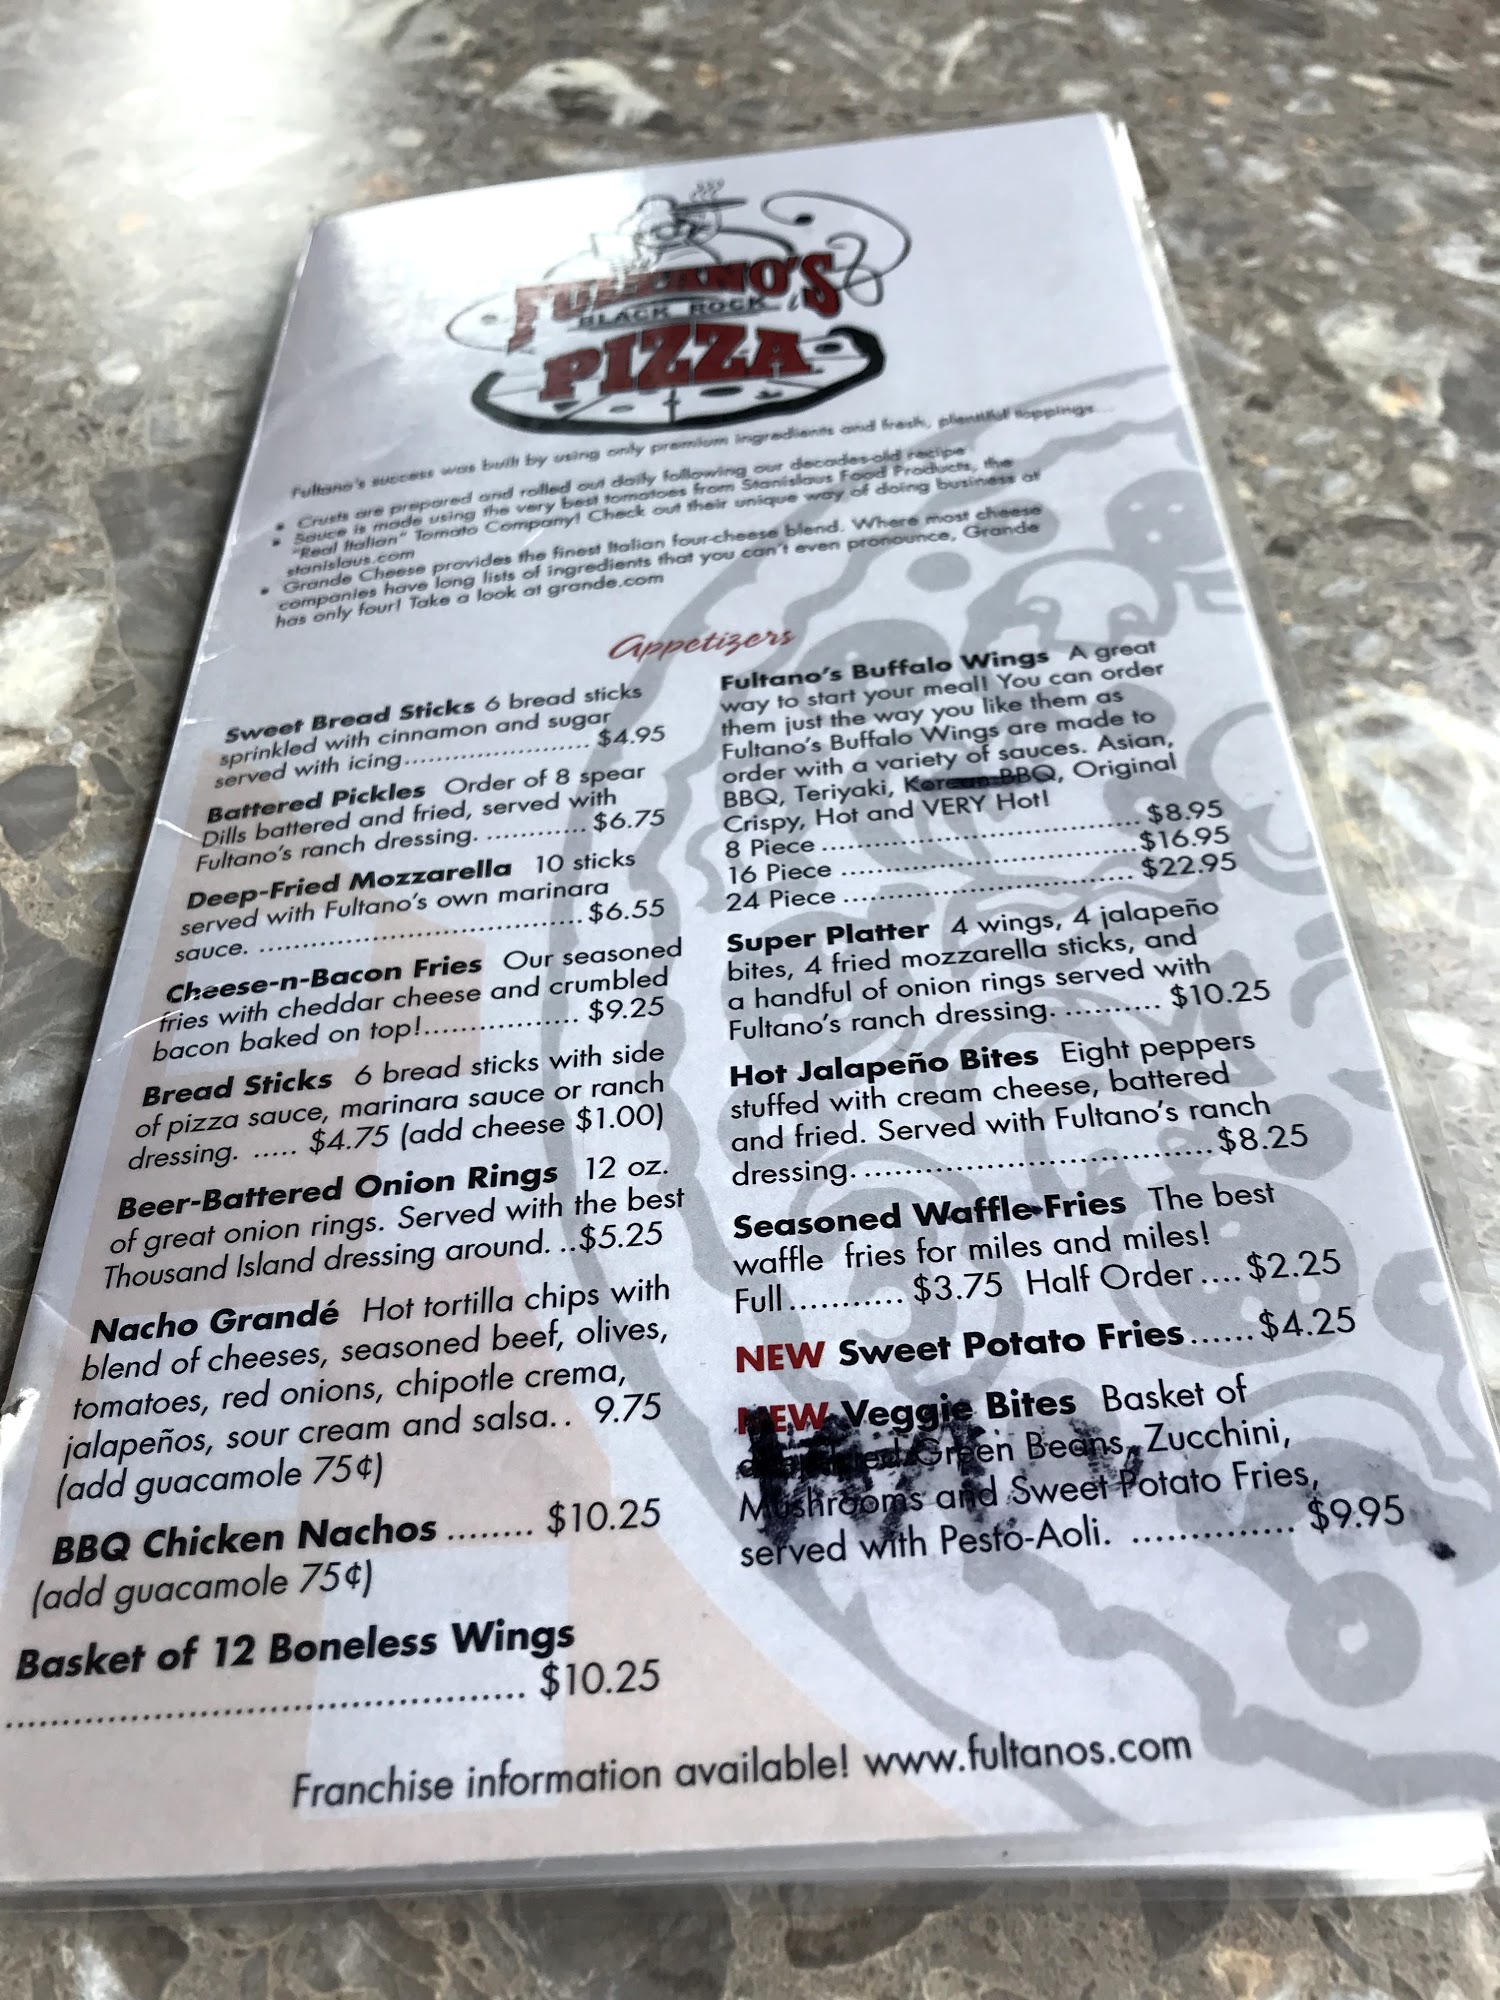 FULTANO'S
BLACK ROCK
PIZZA
Fultano's success was built by using only premium ingredients and fresh, plentiful toppings...
• Crusts are prepared and rolled out daily following our decades-old recipe
• Sauce is made using the very best tomatoes from Stanislaus Food Products, the
"Real Italian" Tomato Company! Check out their unique way of doing business at
stanislaus.com
• Grande Cheese provides the finest Italian four-cheese blend. Where most cheese
companies have long lists of ingredients that you can't even pronounce, Grande
has only four! Take a look at grande.com
Appetizers
Sweet Bread Sticks 6 bread sticks
sprinkled with cinnamon and sugar
served with icing.............................. $4.95
Battered Pickles Order of 8 spear
Dills battered and fried, served with
Fultano's ranch dressing. ............ $6.75
Deep-Fried Mozzarella 10 sticks
served with Fultano's own marinara
sauce. ....................................... $6.55
Cheese-n-Bacon Fries Our seasoned
fries with cheddar cheese and crumbled
bacon baked on top!.................. $9.25
Bread Sticks 6 bread sticks with side
of pizza sauce, marinara sauce or ranch
dressing. ..... $4.75 (add cheese $1.00)
Beer-Battered Onion Rings 12 oz.
of great onion rings. Served with the best
Thousand Island dressing around. ..$5.25
Nacho Grandé Hot tortilla chips with
blend of cheeses, seasoned beef, olives,
tomatoes, red onions, chipotle crema,
jalapeños, sour cream and salsa.. 9.75
(add guacamole 75¢)
BBQ Chicken Nachos ........ $10.25
(add guacamole 75¢)
Basket of 12 Boneless Wings
............................................. $10.25
Fultano's Buffalo Wings A great
way to start your meal! You can order
them just the way you like them as
Fultano's Buffalo Wings are made to
order with a variety of sauces. Asian,
BBQ, Teriyaki, Korean BBQ, Original
Crispy, Hot and VERY Hot!
8 Piece ....................................... $8.95
16 Piece ..................................... $16.95
24 Piece ..................................... $22.95
Super Platter 4 wings, 4 jalapeño
bites, 4 fried mozzarella sticks, and
a handful of onion rings served with
Fultano's ranch dressing. .......... $10.25
Hot Jalapeño Bites Eight peppers
stuffed with cream cheese, battered
and fried. Served with Fultano's ranch
dressing. ..................................... $8.25
Seasoned Waffle Fries The best
waffle fries for miles and miles!
Full........... $3.75 Half Order.... $2.25
NEW Sweet Potato Fries...... $4.25
NEW Veggie Bites Basket of
Green Beans, Zucchini,
Mushrooms and Sweet Potato Fries,
served with Pesto-Aoli. .............. $9.95
Franchise information available! www.fultanos.com